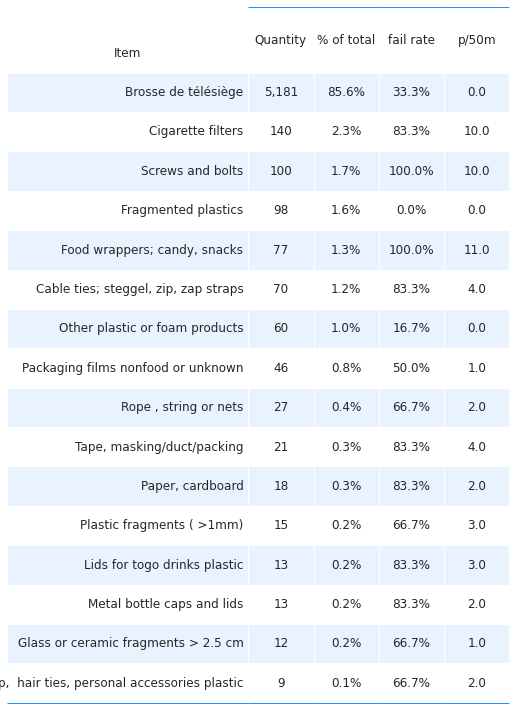 Item Quantity % of total fail rate p/50m
Brosse de télésiège 5,181 85.6% 33.3% 0.0
Cigarette filters 140 2.3% 83.3% 10.0
Screws and bolts 100 1.7% 100.0% 10.0
Fragmented plastics 98 1.6% 0.0% 0.0
Food wrappers; candy, snacks 77 1.3% 100.0% 11.0
Cable ties; steggel, zip, zap straps 70 1.2% 83.3% 4.0
Other plastic or foam products 60 1.0% 16.7% 0.0
Packaging films nonfood or unknown 46 0.8% 50.0% 1.0
Rope , string or nets 27 0.4% 66.7% 2.0
Tape, masking/duct/packing 21 0.3% 83.3% 4.0
Paper, cardboard 18 0.3% 83.3% 2.0
Plastic fragments ( >1mm) 15 0.2% 66.7% 3.0
Lids for togo drinks plastic 13 0.2% 83.3% 3.0
Metal bottle caps and lids 13 0.2% 83.3% 2.0
Glass or ceramic fragments > 2.5 cm 12 0.2% 66.7% 1.0
hair ties, personal accessories plastic 9 0.1% 66.7% 2.0